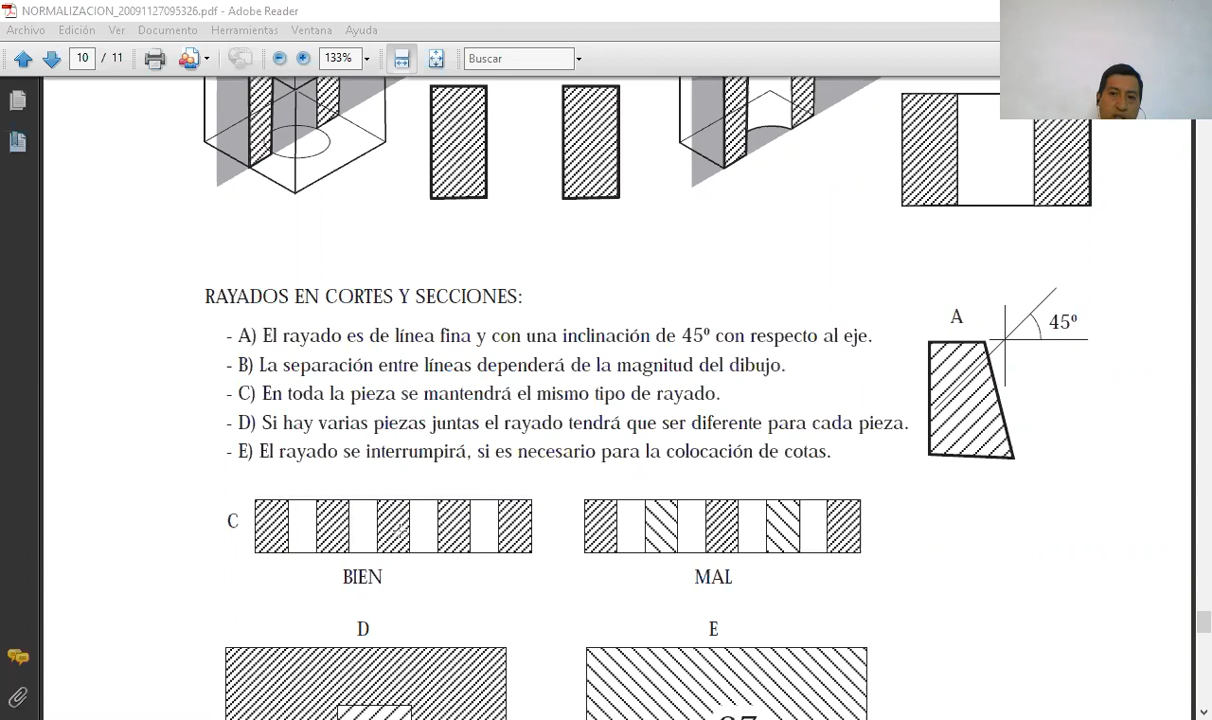 NORMALIZACION_20091127095326.pdf - Adobe Reader
Archivo Edición Ver Documento Herramientas Ventana Ayuda
10 / 11 133% Buscar
RAYADOS EN CORTES Y SECCIONES:
A
45º
- A) El rayado es de línea fina y con una inclinación de 45º con respecto al eje.
- B) La separación entre líneas dependerá de la magnitud del dibujo.
- C) En toda la pieza se mantendrá el mismo tipo de rayado.
- D) Si hay varias piezas juntas el rayado tendrá que ser diferente para cada pieza.
- E) El rayado se interrumpirá, si es necesario para la colocación de cotas.
C
BIEN MAL
D E